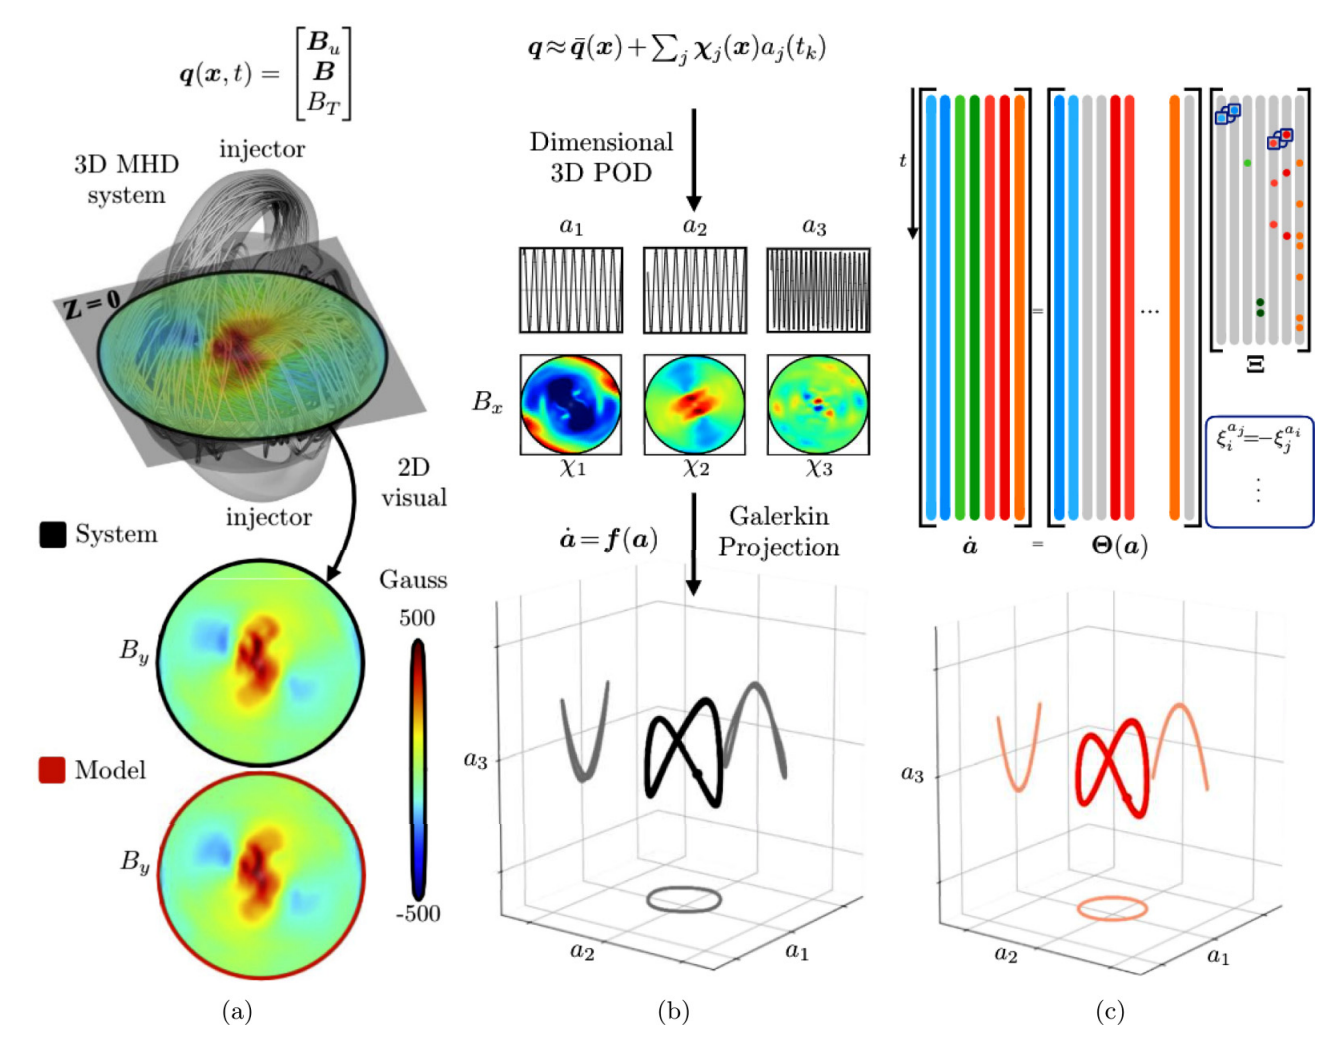 q(x, t) = [B_u B B_T]
injector
3D MHD
system
Z = 0
injector
2D
visual
System
Gauss
500
B_y
Model
B_y
-500
(a)
q ≈ q̄(x) + ∑_j χ_j(x)a_j(t_k)
Dimensional
3D POD
a_1 a_2 a_3
B_x
χ_1 χ_2 χ_3
ȧ = f(a)
Galerkin
Projection
a_3
a_2
a_1
(b)
t
= ...
Ξ
ξ_i^{a_j} = -ξ_j^{a_i}
⋮
ȧ = Θ(a)
a_3
a_2
a_1
(c)